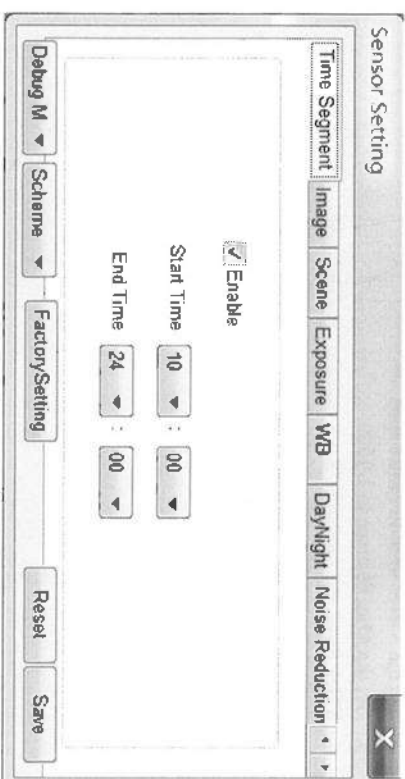 Sensor Setting
X
Time Segment Image Scene Exposure WB DayNight Noise Reduction
Enable
Start Time 10 : 00
End Time 24 : 00
Debug M Scheme FactorySetting Reset Save